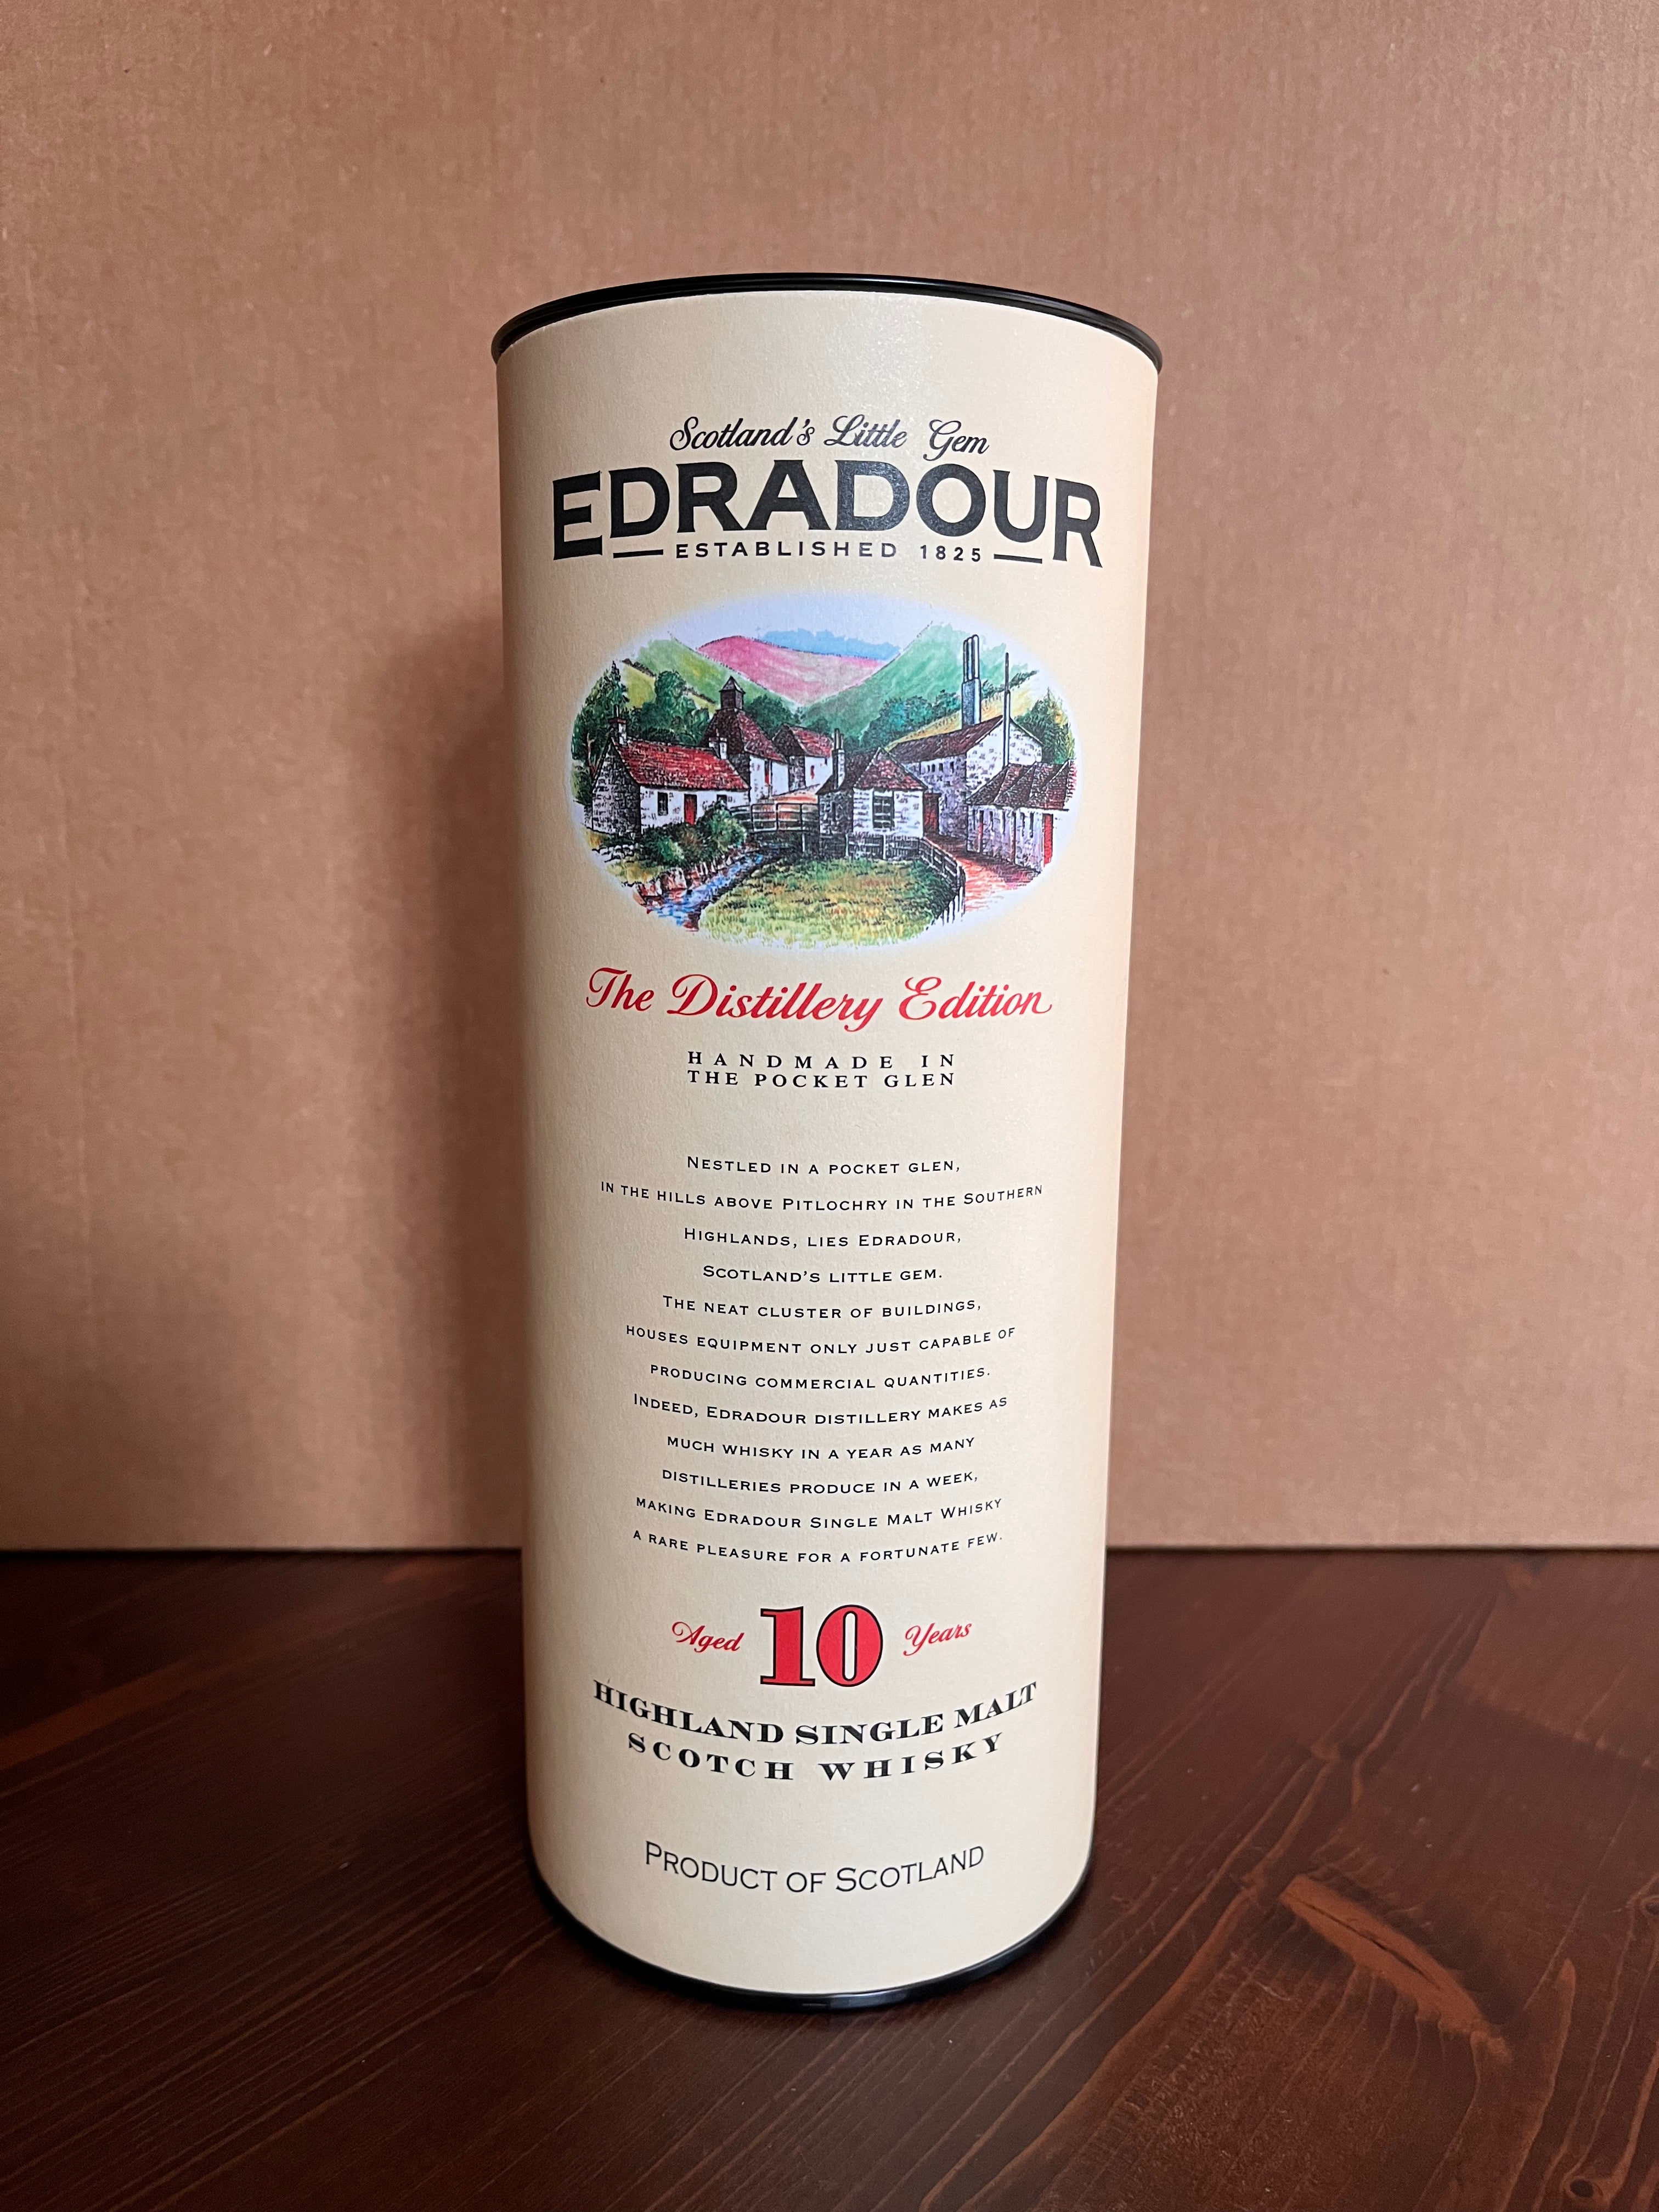 Scotland's Little Gem
EDRADOUR
ESTABLISHED 1825
The Distillery Edition
HANDMADE IN
THE POCKET GLEN
NESTLED IN A POCKET GLEN,
IN THE HILLS ABOVE PITLOCHRY IN THE SOUTHERN
HIGHLANDS, LIES EDRADOUR,
SCOTLAND'S LITTLE GEM.
THE NEAT CLUSTER OF BUILDINGS,
HOUSES EQUIPMENT ONLY JUST CAPABLE OF
PRODUCING COMMERCIAL QUANTITIES.
INDEED, EDRADOUR DISTILLERY MAKES AS
MUCH WHISKY IN A YEAR AS MANY
DISTILLERIES PRODUCE IN A WEEK,
MAKING EDRADOUR SINGLE MALT WHISKY
A RARE PLEASURE FOR A FORTUNATE FEW.
Aged 10 Years
HIGHLAND SINGLE MALT
SCOTCH WHISKY
PRODUCT OF SCOTLAND